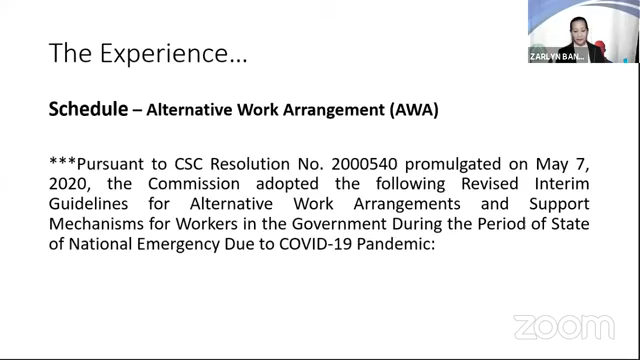 The Experience…
ZARLYN BAN...
Schedule – Alternative Work Arrangement (AWA)
***Pursuant to CSC Resolution No. 2000540 promulgated on May 7,
2020, the Commission adopted the following Revised Interim
Guidelines for Alternative Work Arrangements and Support
Mechanisms for Workers in the Government During the Period of State
of National Emergency Due to COVID-19 Pandemic:
zoom